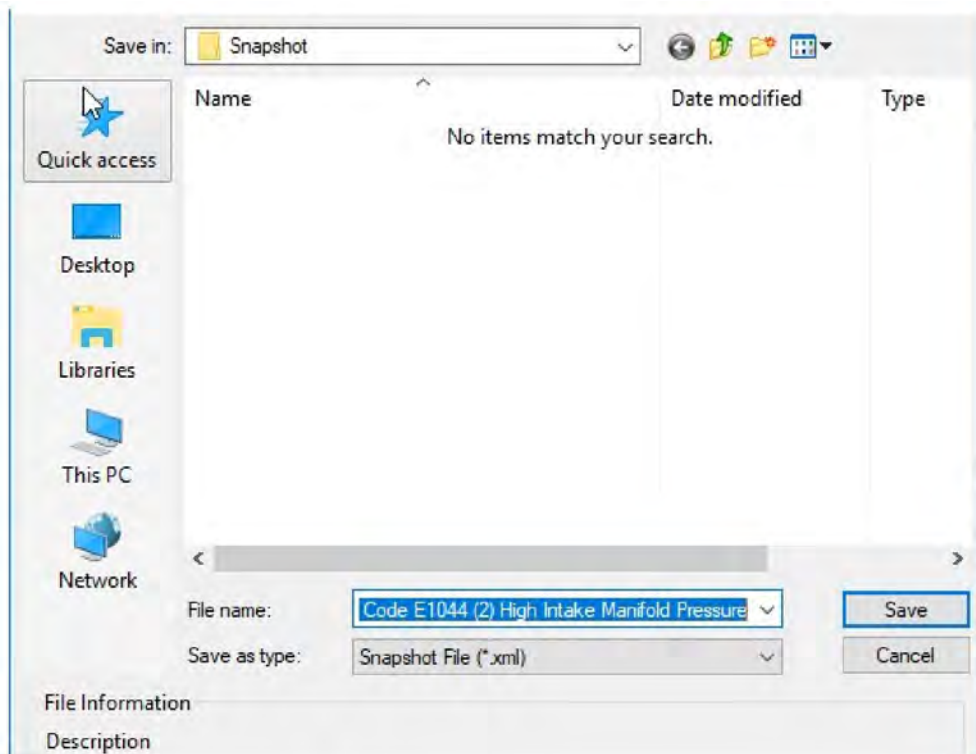 Save in: Snapshot
Name Date modified Type
No items match your search.
Quick access
Desktop
Libraries
This PC
Network
File name: Code E1044 (2) High Intake Manifold Pressure Save
Save as type: Snapshot File (*.xml) Cancel
File Information
Description